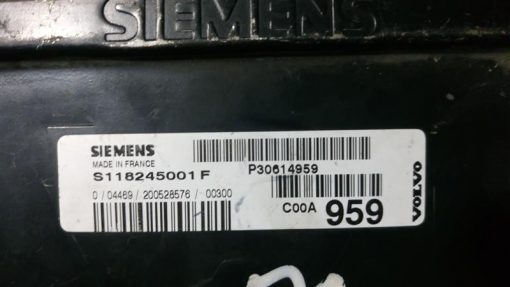 SIEMENS
SIEMENS
MADE IN FRANCE
S118245001 F
P30614959
0 / 04469 / 200528576 / 00300
C00A 959
VOLVO